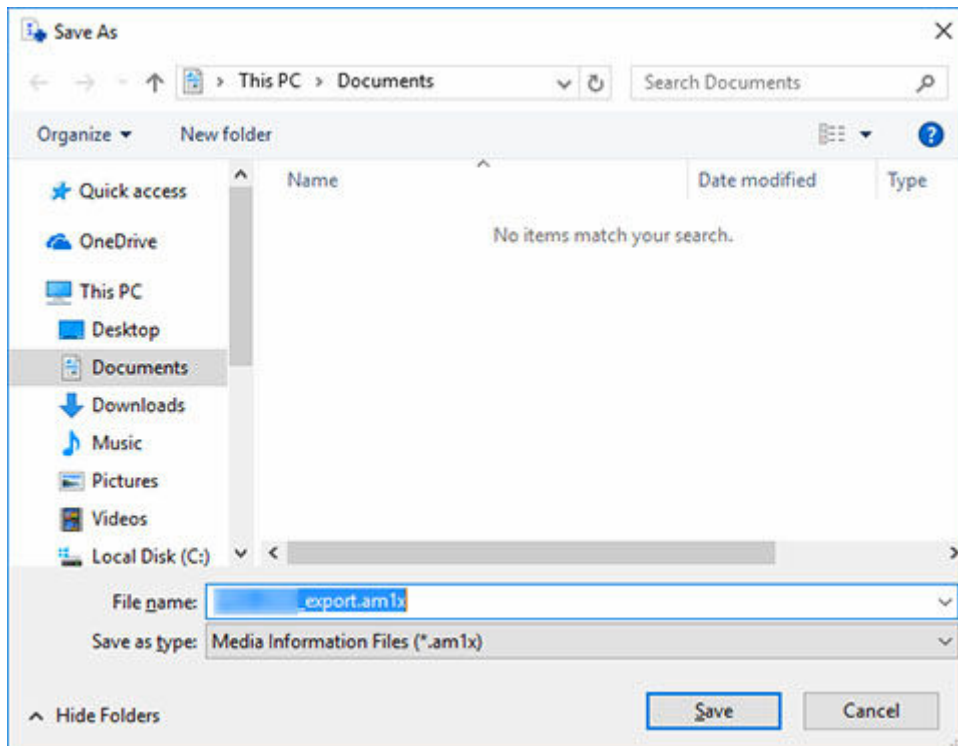 Save As
This PC > Documents
Search Documents
Organize
New folder
Name
Date modified
Type
No items match your search.
Quick access
OneDrive
This PC
Desktop
Documents
Downloads
Music
Pictures
Videos
Local Disk (C:)
File name: _export.am1x
Save as type: Media Information Files (*.am1x)
Hide Folders
Save
Cancel